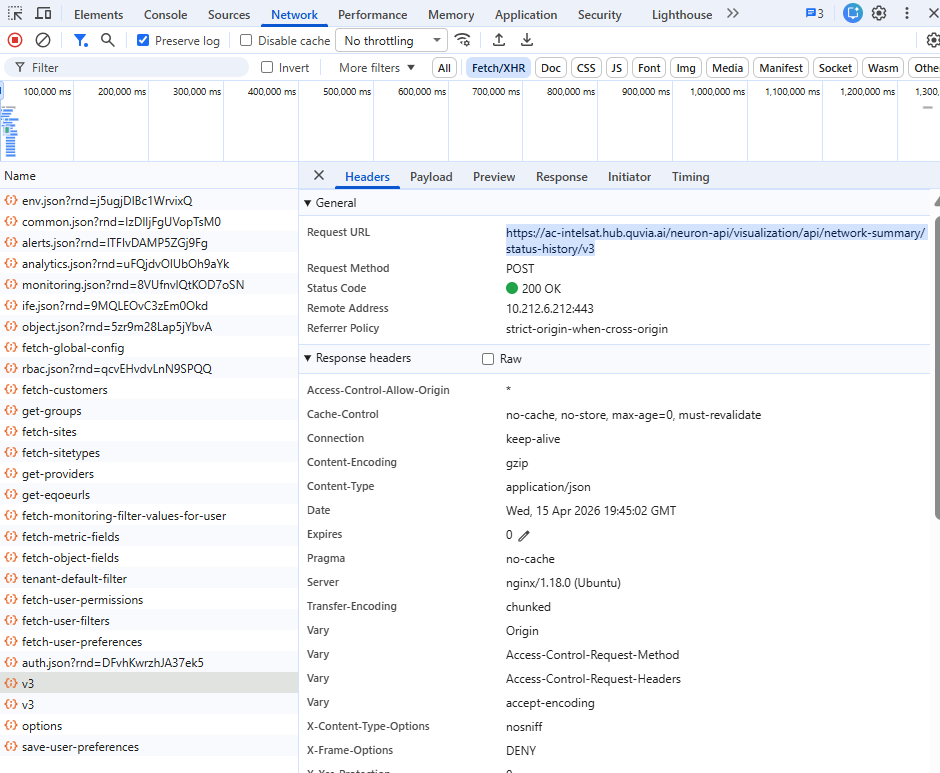 Elements Console Sources Network Performance Memory Application Security Lighthouse 3
Preserve log Disable cache No throttling
Filter Invert More filters All Fetch/XHR Doc CSS JS Font Img Media Manifest Socket Wasm Other
100,000 ms 200,000 ms 300,000 ms 400,000 ms 500,000 ms 600,000 ms 700,000 ms 800,000 ms 900,000 ms 1,000,000 ms 1,100,000 ms 1,200,000 ms 1,300,
Name
env.json?rnd=j5ugjDIBc1WrvixQ
common.json?rnd=IzDIIjFgUVopTsM0
alerts.json?rnd=ITFIvDAMP5ZGj9Fg
analytics.json?rnd=uFQjdvOIUbOh9aYk
monitoring.json?rnd=8VUfnvIQtKOD7oSN
ife.json?rnd=9MQLEOvC3zEm0Okd
object.json?rnd=5zr9m28Lap5jYbvA
fetch-global-config
rbac.json?rnd=qcvEHvdvLnN9SPQQ
fetch-customers
get-groups
fetch-sites
fetch-sitetypes
get-providers
get-eqoeurls
fetch-monitoring-filter-values-for-user
fetch-metric-fields
fetch-object-fields
tenant-default-filter
fetch-user-permissions
fetch-user-filters
fetch-user-preferences
auth.json?rnd=DFvhKwrzhJA37ek5
v3
v3
options
save-user-preferences
Headers Payload Preview Response Initiator Timing
General
Request URL https://ac-intelsat.hub.quvia.ai/neuron-api/visualization/api/network-summary/
status-history/v3
Request Method POST
Status Code 200 OK
Remote Address 10.212.6.212:443
Referrer Policy strict-origin-when-cross-origin
Response headers Raw
Access-Control-Allow-Origin *
Cache-Control no-cache, no-store, max-age=0, must-revalidate
Connection keep-alive
Content-Encoding gzip
Content-Type application/json
Date Wed, 15 Apr 2026 19:45:02 GMT
Expires 0
Pragma no-cache
Server nginx/1.18.0 (Ubuntu)
Transfer-Encoding chunked
Vary Origin
Vary Access-Control-Request-Method
Vary Access-Control-Request-Headers
Vary accept-encoding
X-Content-Type-Options nosniff
X-Frame-Options DENY